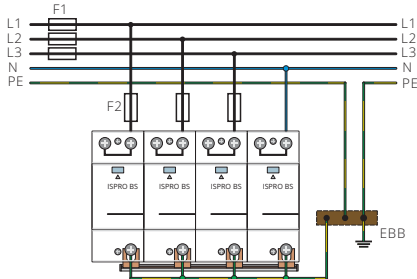 F1
L1 L1
L2 L2
L3 L3
N N
PE PE
F2
ISPRO BS ISPRO BS ISPRO BS ISPRO BS
EBB